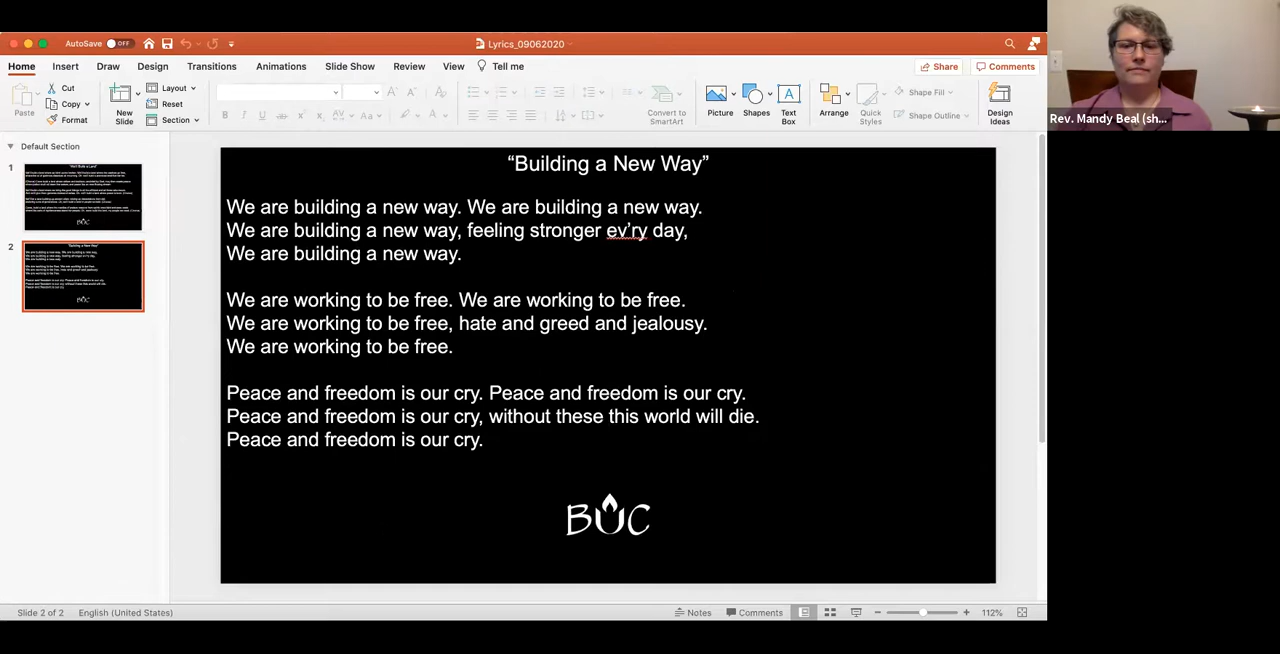 AutoSave OFF
Lyrics_09062020
Home Insert Draw Design Transitions Animations Slide Show Review View Tell me
Share Comments
Paste
Cut
Copy
Format
New Slide
Layout
Reset
Section
Convert to SmartArt
Picture
Shapes
Text Box
Arrange
Quick Styles
Shape Fill
Shape Outline
Design Ideas
Rev. Mandy Beal (sh...
Default Section
1
2
“Building a New Way”
We are building a new way. We are building a new way.
We are building a new way, feeling stronger ev’ry day,
We are building a new way.
We are working to be free. We are working to be free.
We are working to be free, hate and greed and jealousy.
We are working to be free.
Peace and freedom is our cry. Peace and freedom is our cry.
Peace and freedom is our cry, without these this world will die.
Peace and freedom is our cry.
BUC
Slide 2 of 2 English (United States)
Notes Comments 112%